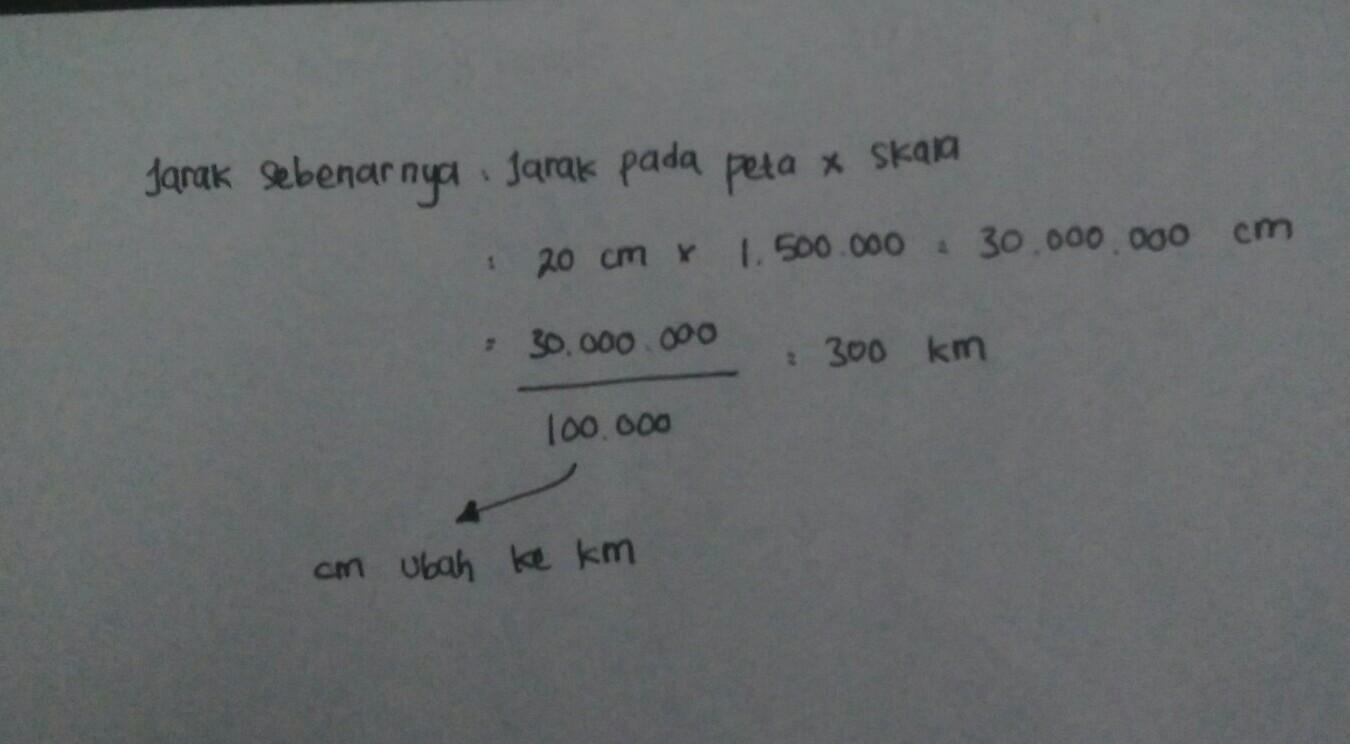 Jarak sebenarnya = Jarak pada peta x skala
= 20 cm x 1.500.000 = 30.000.000 cm
= 30.000.000 = 300 km
100.000
cm ubah ke km